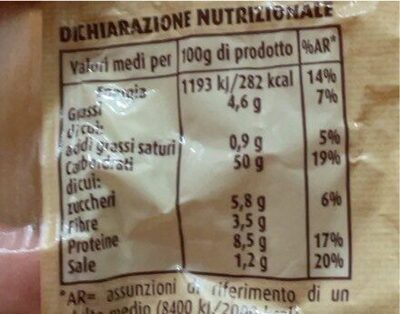 DICHIARAZIONE NUTRIZIONALE
Valori medi per 100g di prodotto %AR*
Energia 1193 kJ/282 kcal 14%
Grassi 4,6 g 7%
di cui:
acidi grassi saturi 0,9 g 5%
Carboidrati 50 g 19%
di cui:
zuccheri 5,8 g 6%
Fibre 3,5 g
Proteine 8,5 g 17%
Sale 1,2 g 20%
*AR= assunzioni di riferimento di un
medio (8400 kJ/2000